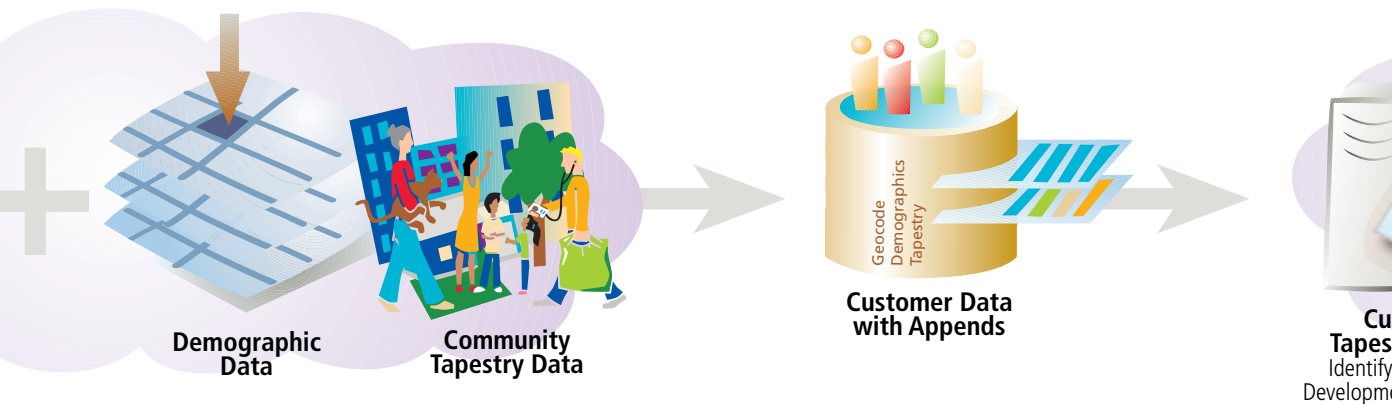 Demographic
Data
Community
Tapestry Data
Geocode
Demographics
Tapestry
Customer Data
with Appends
Identify